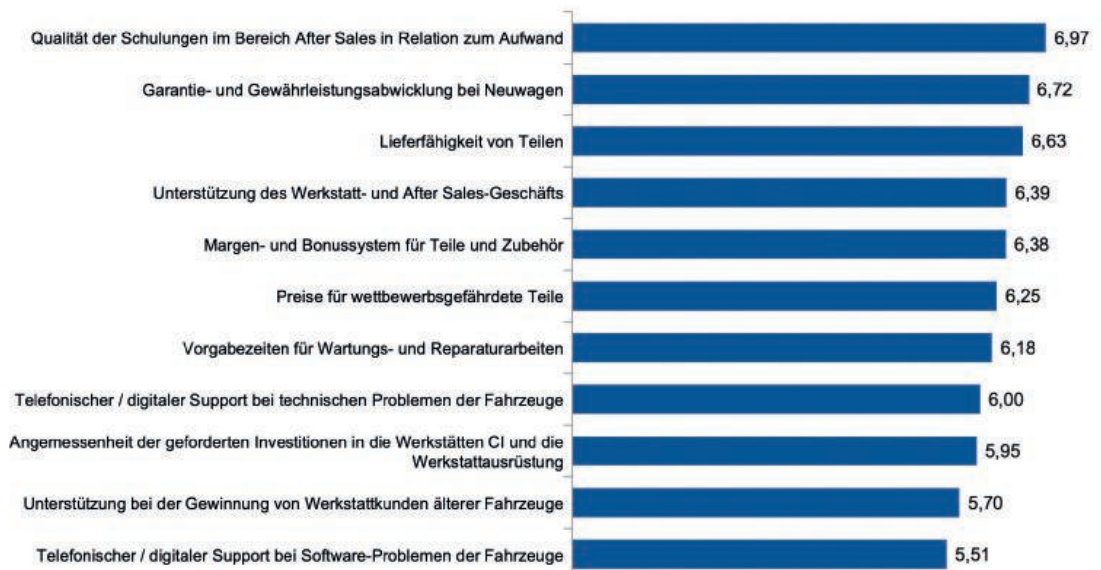 Qualität der Schulungen im Bereich After Sales in Relation zum Aufwand 6,97
Garantie- und Gewährleistungsabwicklung bei Neuwagen 6,72
Lieferfähigkeit von Teilen 6,63
Unterstützung des Werkstatt- und After Sales-Geschäfts 6,39
Margen- und Bonussystem für Teile und Zubehör 6,38
Preise für wettbewerbsgefährdete Teile 6,25
Vorgabezeiten für Wartungs- und Reparaturarbeiten 6,18
Telefonischer / digitaler Support bei technischen Problemen der Fahrzeuge 6,00
Angemessenheit der geforderten Investitionen in die Werkstätten CI und die
Werkstattausrüstung 5,95
Unterstützung bei der Gewinnung von Werkstattkunden älterer Fahrzeuge 5,70
Telefonischer / digitaler Support bei Software-Problemen der Fahrzeuge 5,51